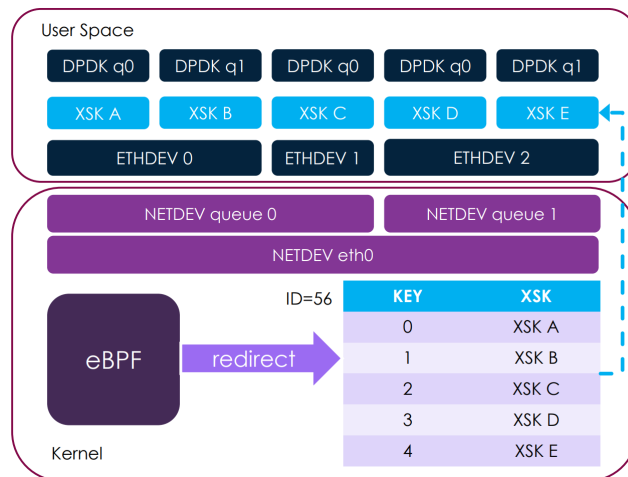 User Space
DPDK q0 DPDK q1 DPDK q0 DPDK q0 DPDK q1
XSK A XSK B XSK C XSK D XSK E
ETHDEV 0 ETHDEV 1 ETHDEV 2
NETDEV queue 0 NETDEV queue 1
NETDEV eth0
ID=56
KEY XSK
0 XSK A
1 XSK B
2 XSK C
3 XSK D
4 XSK E
eBPF
redirect
Kernel